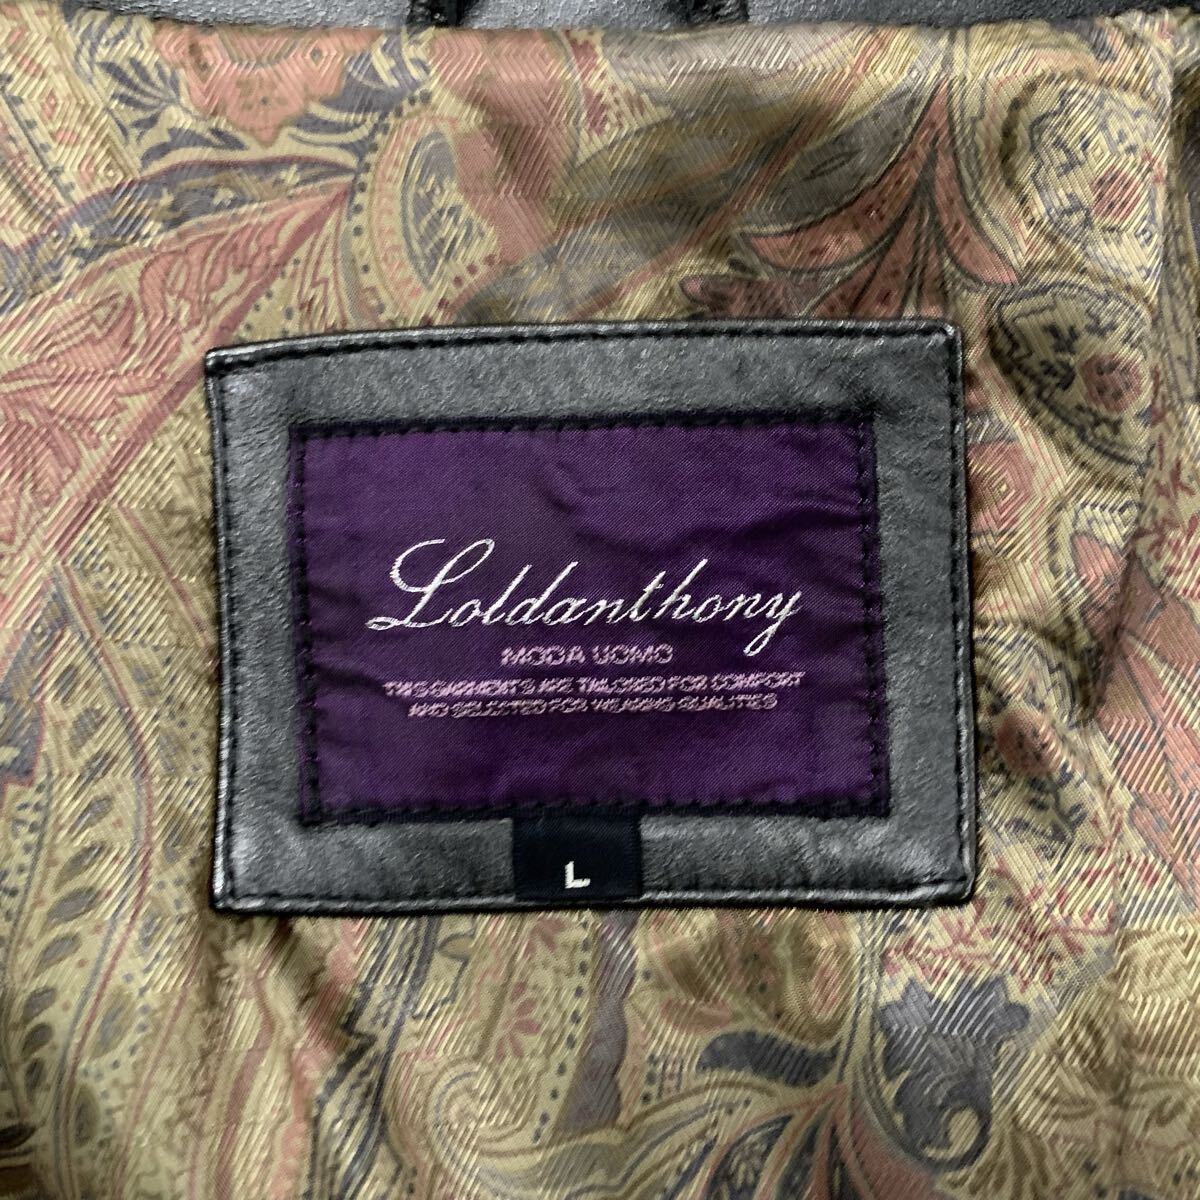 Loldanthony
MODA UOMO
THIS GARMENTS ARE TAILORED FOR COMFORT
AND SELECTED FOR WEARING QUALITIES
L